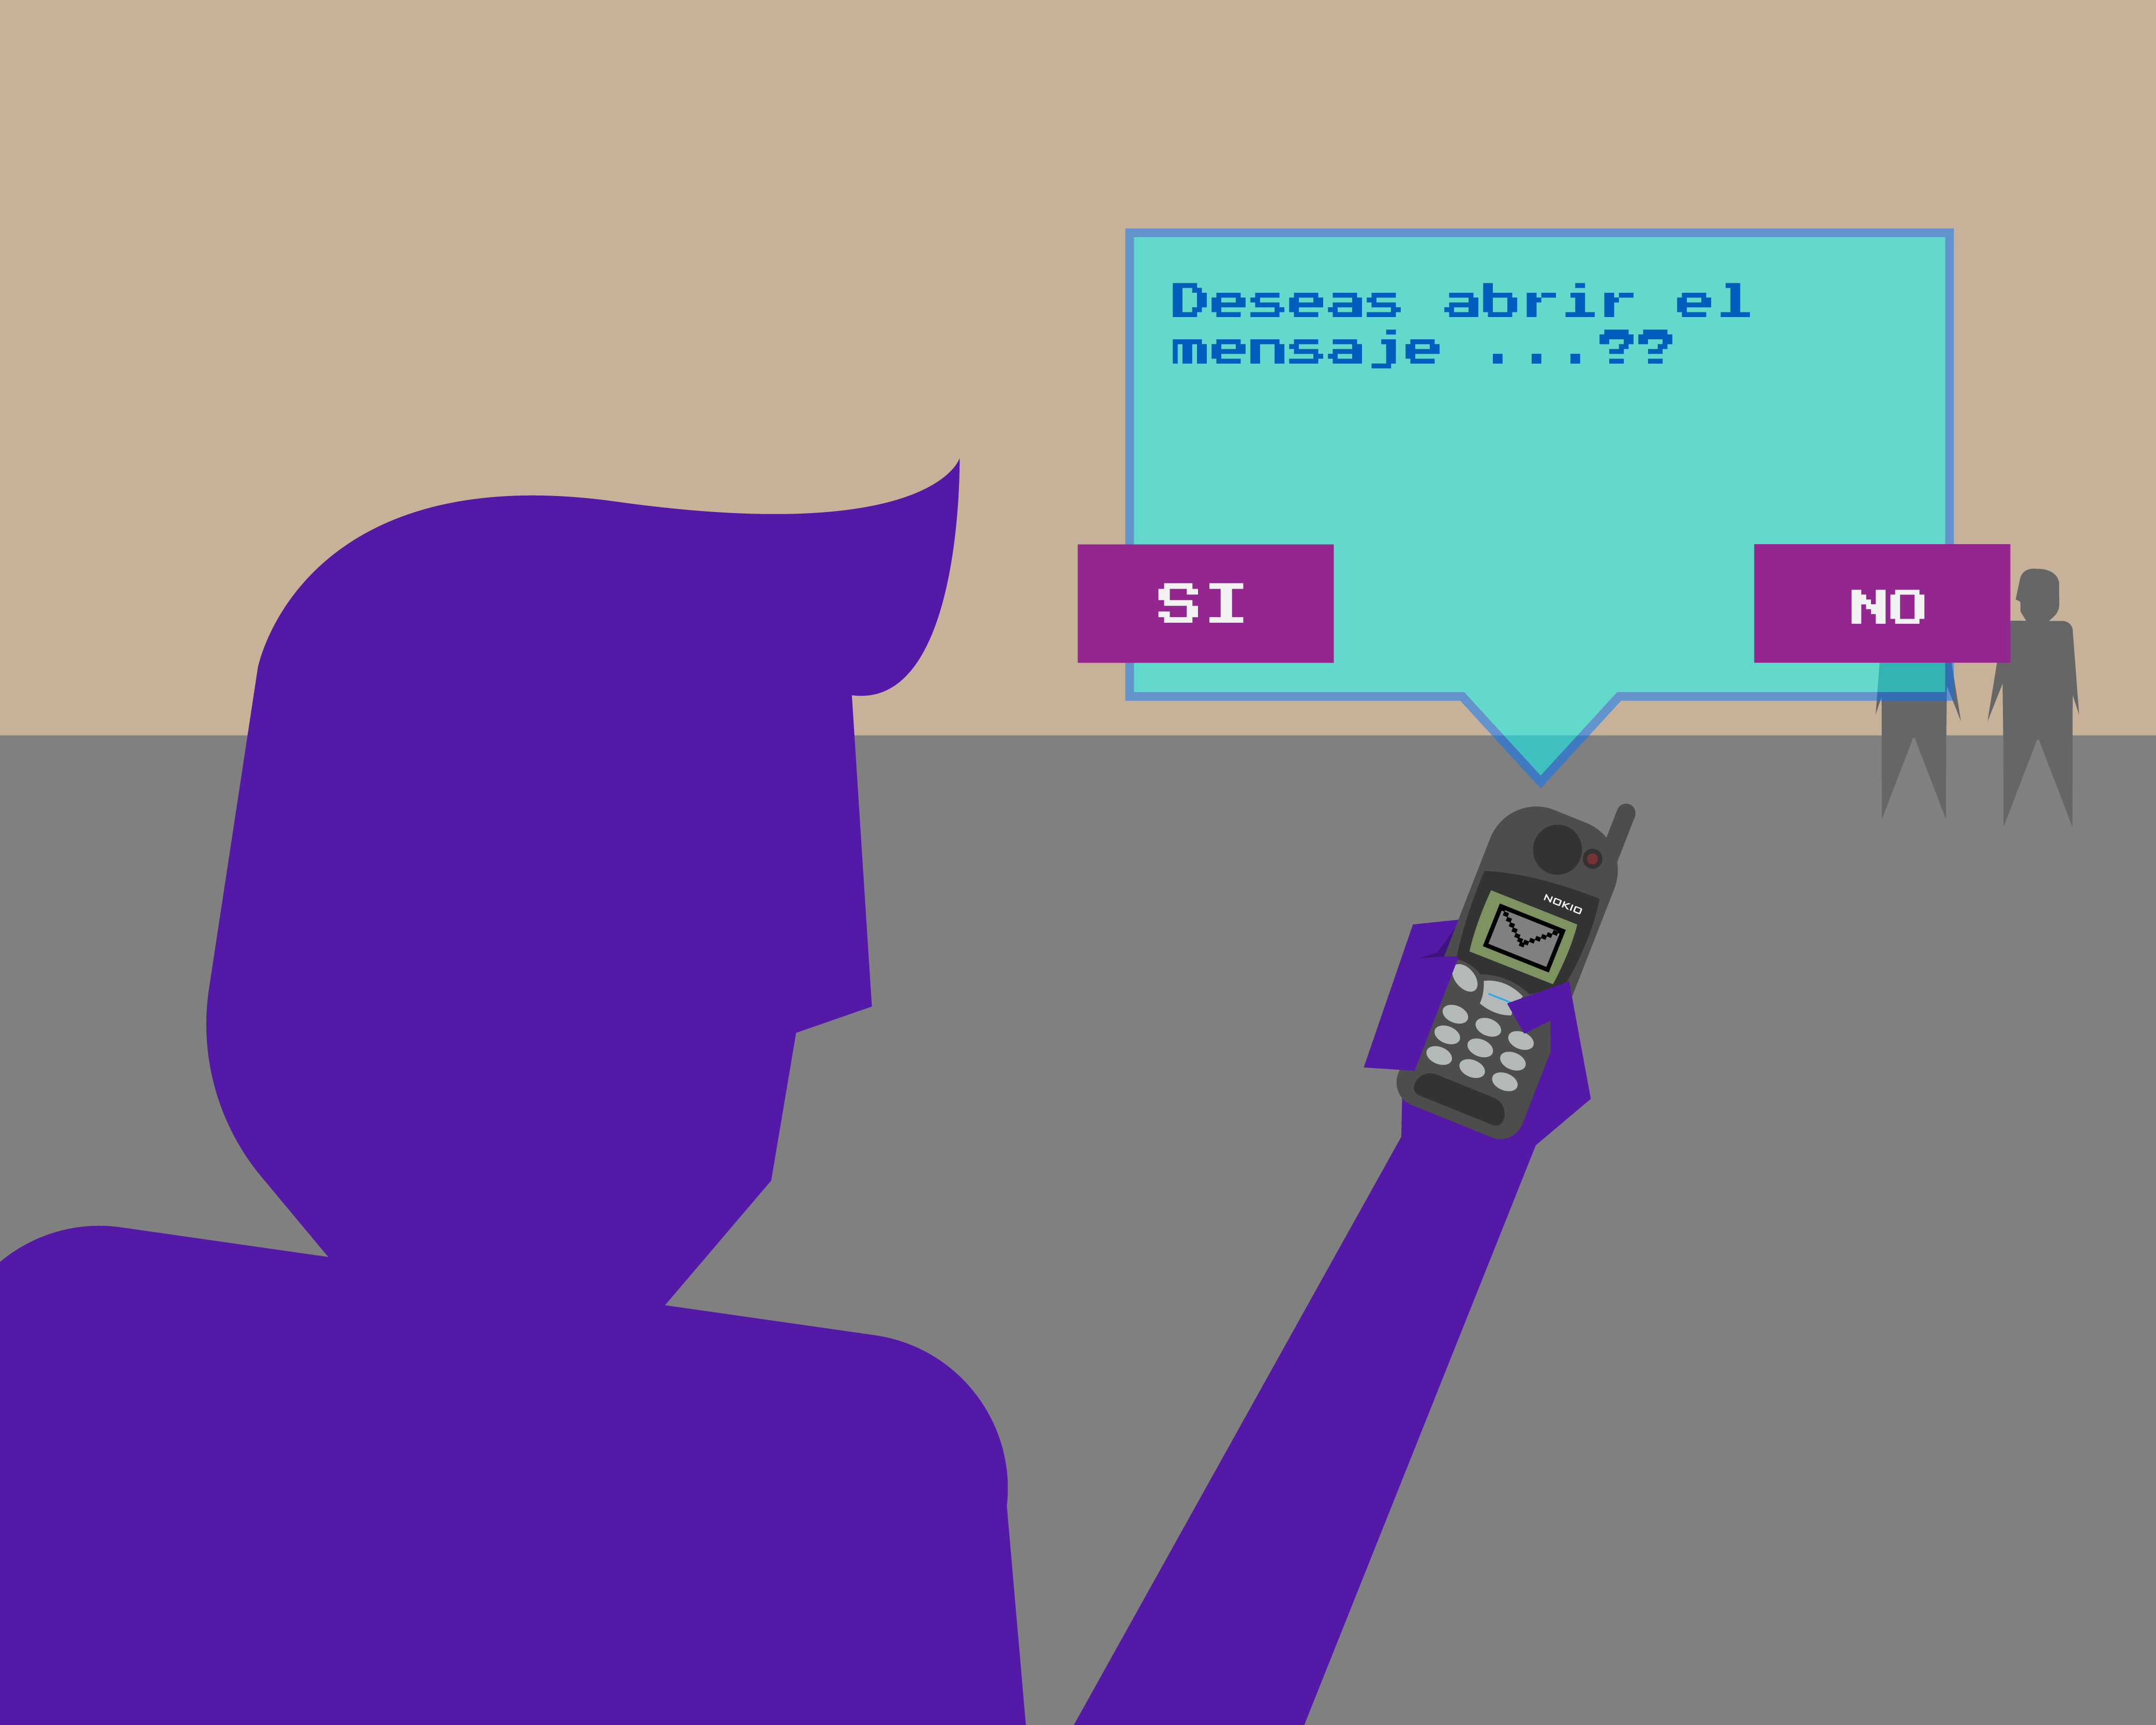 Deseas abrir el
mensaje ...??
SI
NO
NOKIO